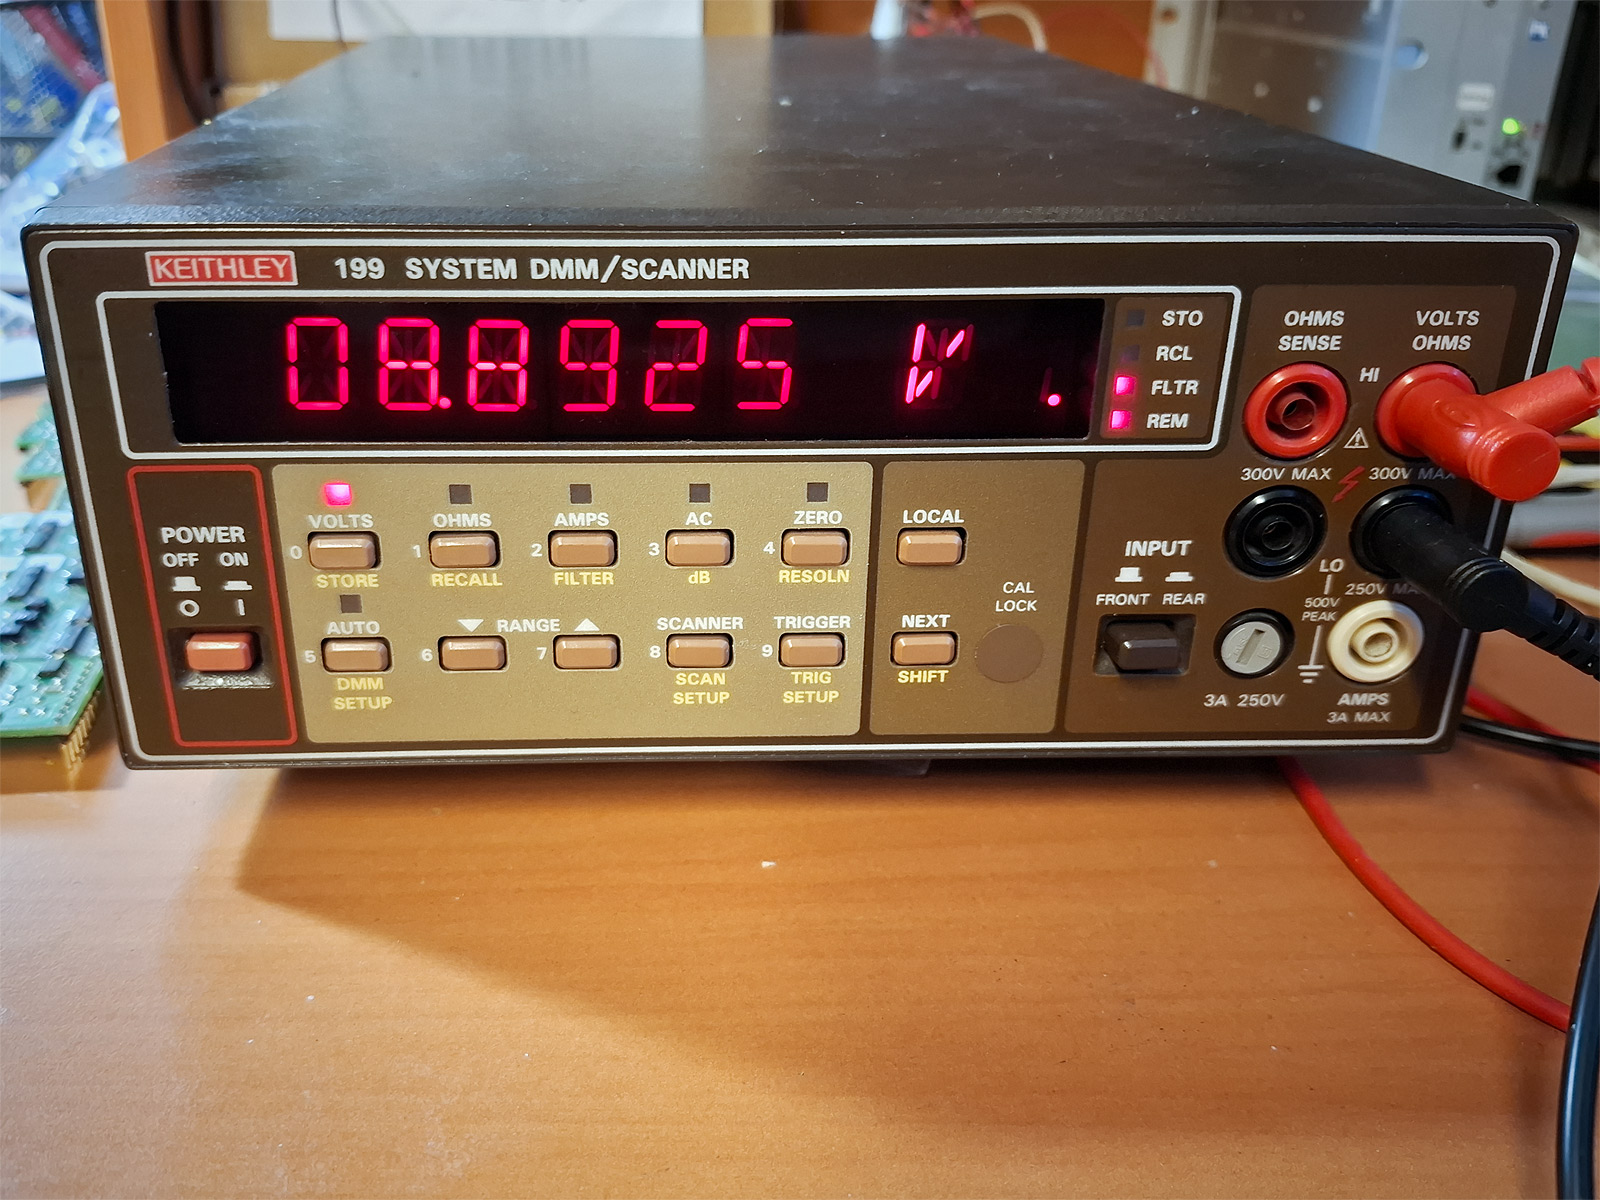 KEITHLEY 199 SYSTEM DMM/SCANNER
08.8925 V .
STO
RCL
FLTR
REM
OHMS SENSE
VOLTS OHMS
HI
300V MAX
300V MAX
POWER
OFF ON
O I
0 VOLTS STORE
1 OHMS RECALL
2 AMPS FILTER
3 AC dB
4 ZERO RESOLN
5 AUTO DMM SETUP
6 RANGE 7
8 SCANNER SCAN SETUP
9 TRIGGER TRIG SETUP
LOCAL
NEXT
SHIFT
CAL LOCK
INPUT
FRONT REAR
LO
250V MAX
500V PEAK
3A 250V
AMPS
3A MAX